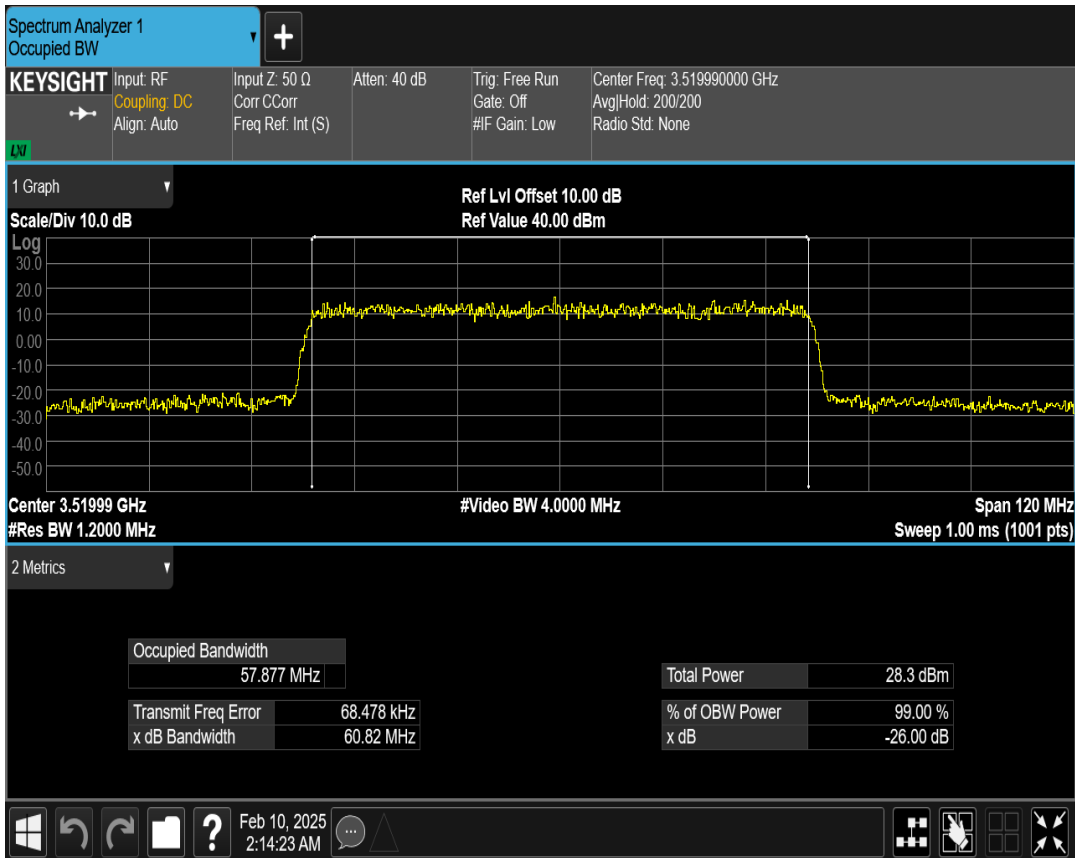 Spectrum Analyzer 1
Occupied BW
+
KEYSIGHT
LXI
Input: RF
Coupling: DC
Align: Auto
Input Z: 50 Ω
Corr CCorr
Freq Ref: Int (S)
Atten: 40 dB
Trig: Free Run
Gate: Off
#IF Gain: Low
Center Freq: 3.519990000 GHz
Avg|Hold: 200/200
Radio Std: None
1 Graph
Scale/Div 10.0 dB
Ref Lvl Offset 10.00 dB
Ref Value 40.00 dBm
Log
30.0
20.0
10.0
0.00
-10.0
-20.0
-30.0
-40.0
-50.0
Center 3.51999 GHz
#Video BW 4.0000 MHz
Span 120 MHz
#Res BW 1.2000 MHz
Sweep 1.00 ms (1001 pts)
2 Metrics
Occupied Bandwidth
57.877 MHz
Total Power 28.3 dBm
Transmit Freq Error 68.478 kHz
% of OBW Power 99.00 %
x dB Bandwidth 60.82 MHz
x dB -26.00 dB
?
Feb 10, 2025
2:14:23 AM